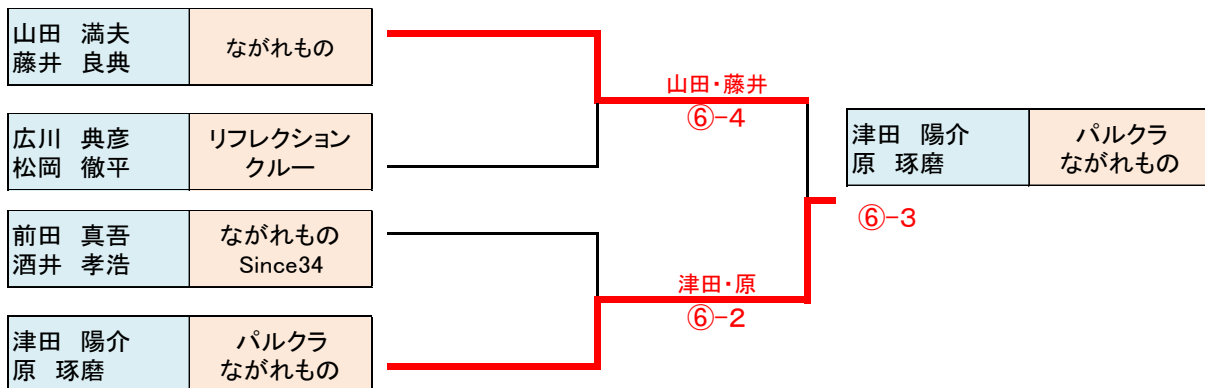 山田　満夫
藤井　良典
ながれもの
広川　典彦
松岡　徹平
リフレクション
クルー
前田　真吾
酒井　孝浩
ながれもの
Since34
津田　陽介
原　琢磨
パルクラ
ながれもの
山田・藤井
⑥-4
津田・原
⑥-2
津田　陽介
原　琢磨
パルクラ
ながれもの
⑥-3